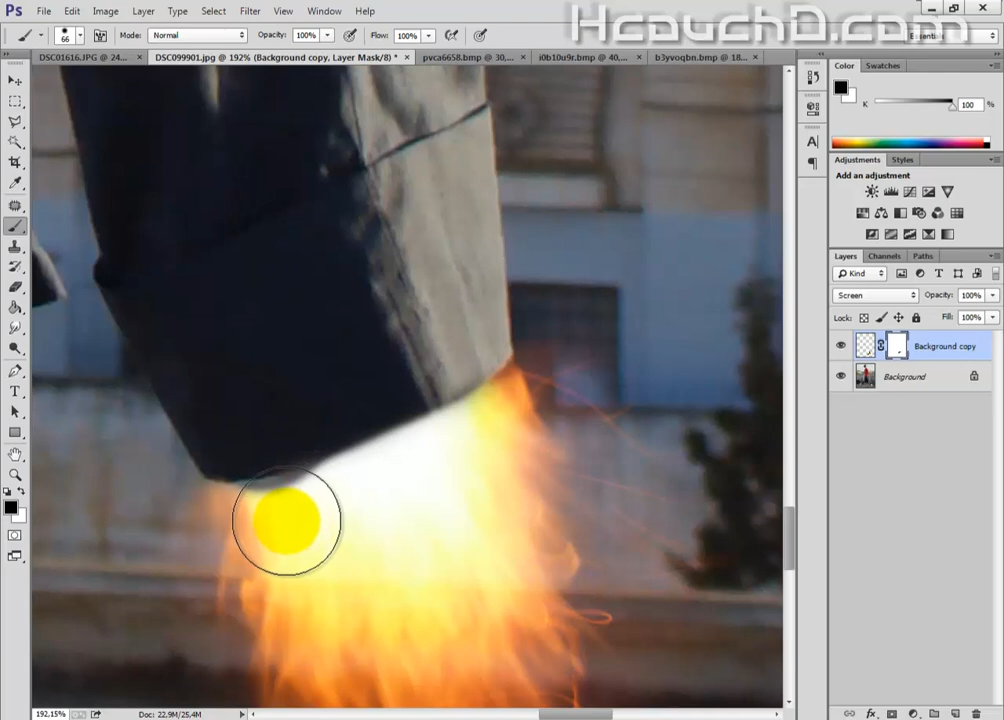 Ps File Edit Image Layer Type Select Filter View Window Help
HcouchD.com
66 Mode: Normal Opacity: 100% Flow: 100% Essentials
DSC01616.JPG @ 24... × DSC099901.jpg @ 192% (Background copy, Layer Mask/8) * × pvca6658.bmp @ 30,... × i0b10u9r.bmp @ 40,... × b3yvoqbn.bmp @ 18... ×
Color Swatches
K 100 %
Adjustments Styles
Add an adjustment
Layers Channels Paths
Kind
Screen Opacity: 100%
Lock: Fill: 100%
Background copy
Background
192,15% Doc: 22,9M/25,4M